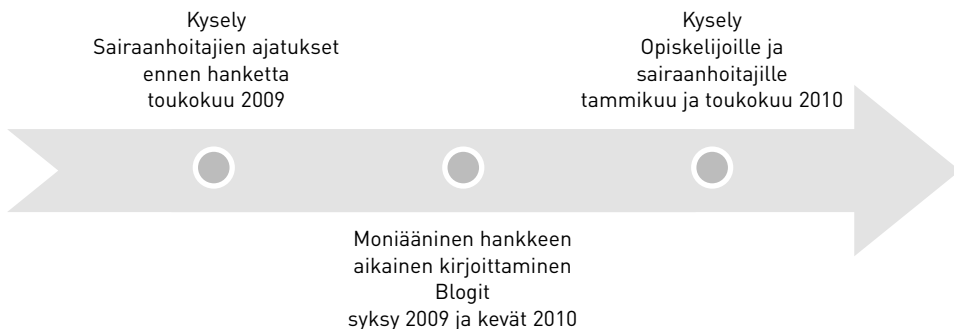 Kysely
Sairaanhoitajien ajatukset
ennen hanketta
toukokuu 2009
Moniääninen hankkeen
aikainen kirjoittaminen
Blogit
syksy 2009 ja kevät 2010
Kysely
Opiskelijoille ja
sairaanhoitajille
tammikuu ja toukokuu 2010